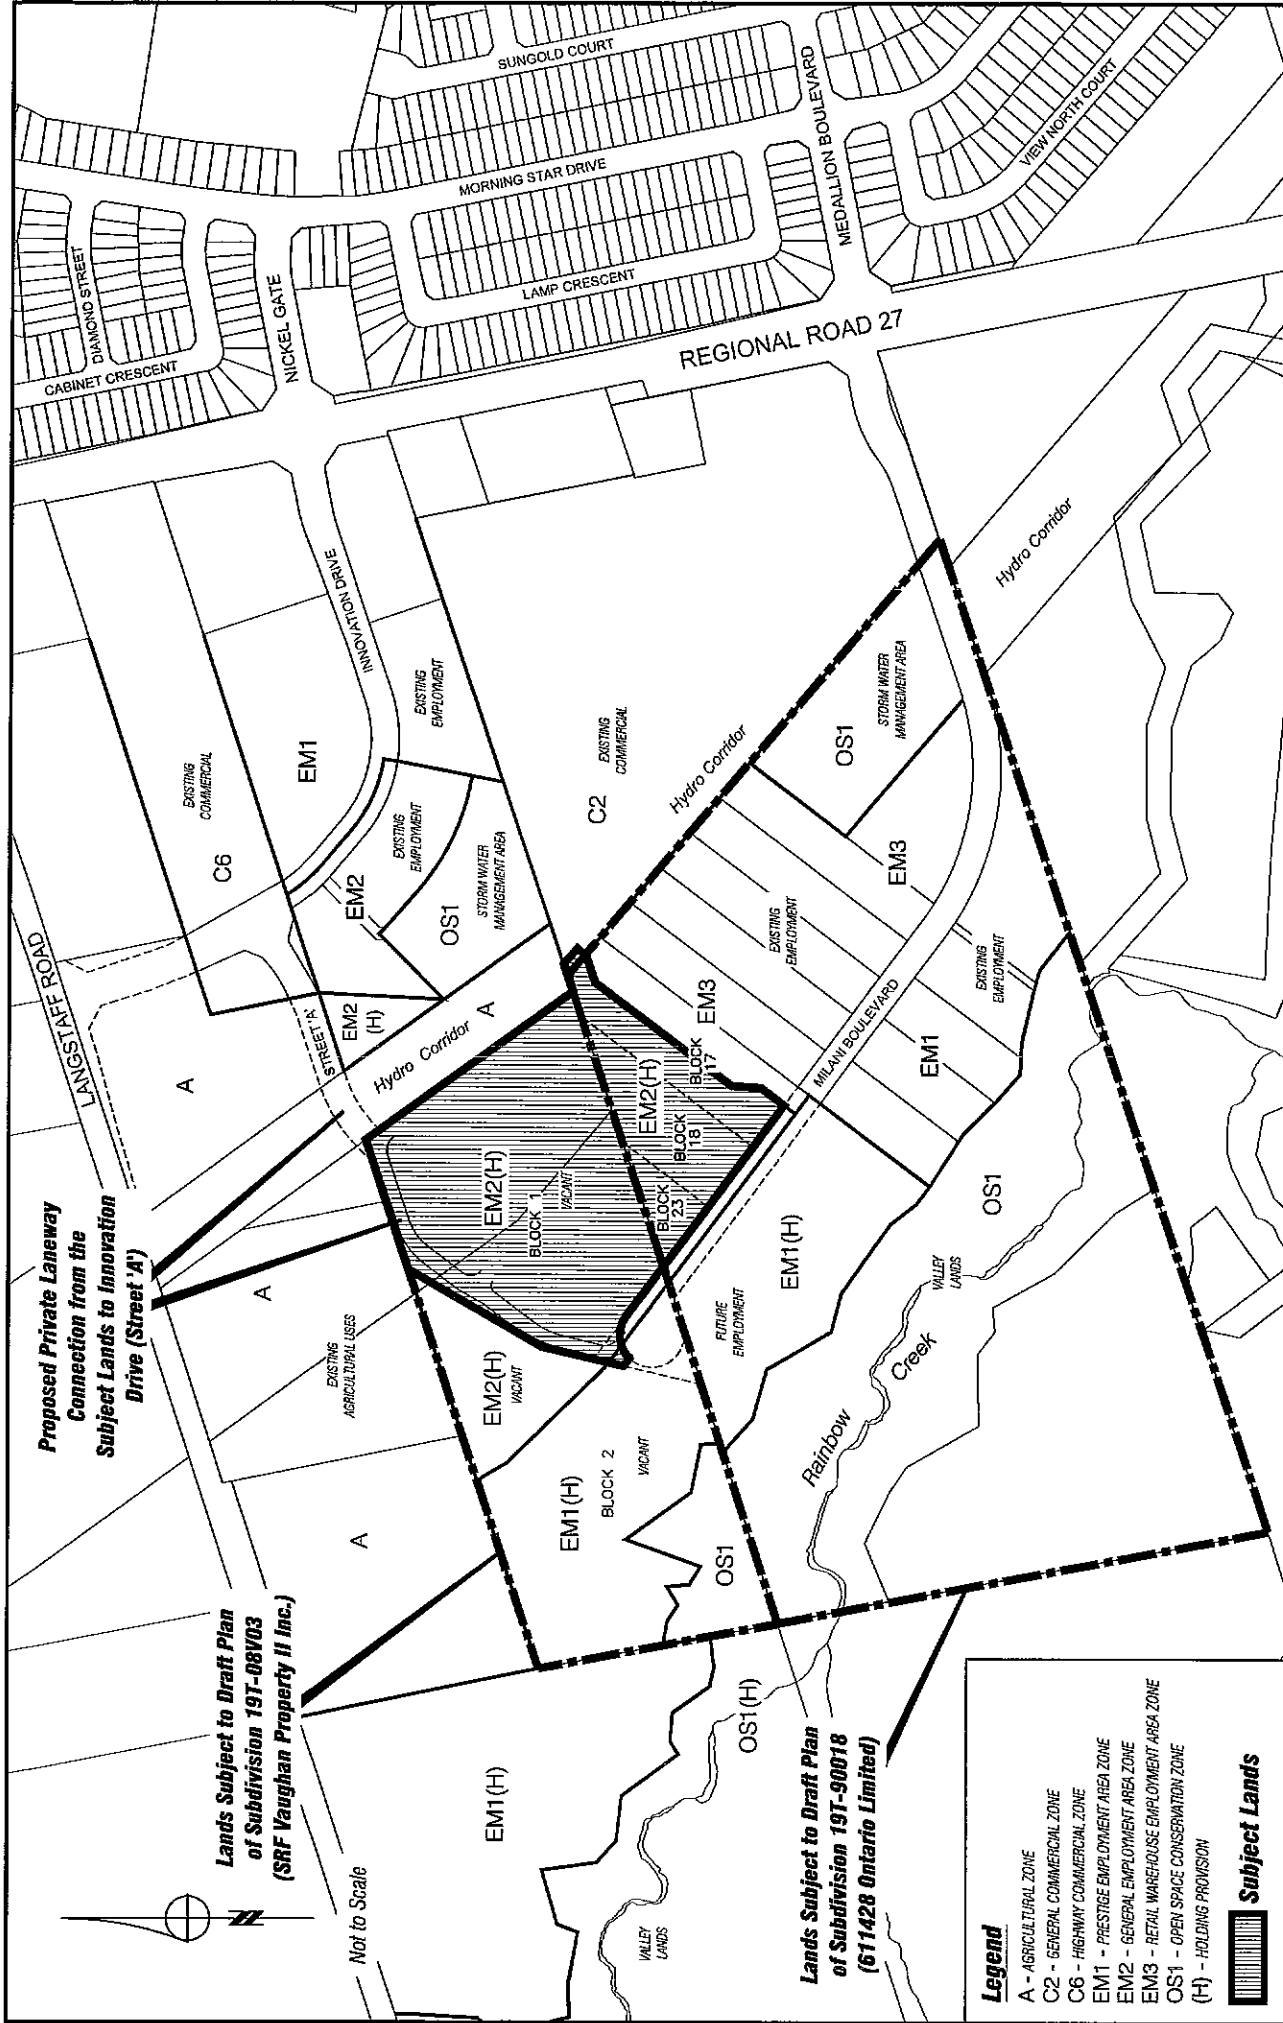 Proposed Private Laneway
Connection from the
Subject Lands to Innovation
Drive (Street 'A')
Lands Subject to Draft Plan
of Subdivision 19T-08V03
(SRF Vaughan Property II Inc.)
Not to Scale
N
LANGSTAFF ROAD
A
STREET 'A'
A
EXISTING
AGRICULTURAL USES
A
EXISTING
COMMERCIAL
C6
EM1
INNOVATION DRIVE
EXISTING
EMPLOYMENT
EXISTING
EMPLOYMENT
EM2
OS1
STORM WATER
MANAGEMENT AREA
EM2
(H)
Hydro Corridor
A
CABINET CRESCENT
DIAMOND STREET
NICKEL GATE
MORNING STAR DRIVE
SUNGOLD COURT
LAMP CRESCENT
MEDALLION BOULEVARD
VIEW NORTH COURT
REGIONAL ROAD 27
C2
EXISTING
COMMERCIAL
Hydro Corridor
Hydro Corridor
OS1
STORM WATER
MANAGEMENT AREA
EM3
EXISTING
EMPLOYMENT
EM3
EXISTING
EMPLOYMENT
EM1
MILANI BOULEVARD
EM2(H)
BLOCK 1
VACANT
EM2(H)
BLOCK
17
BLOCK
18
BLOCK
23
EM2(H)
VACANT
EM1(H)
BLOCK 2
VACANT
FUTURE
EMPLOYMENT
EM1(H)
OS1
OS1
VALLEY
LANDS
Rainbow
Creek
EM1(H)
OS1(H)
VALLEY
LANDS
Lands Subject to Draft Plan
of Subdivision 19T-90018
(611428 Ontario Limited)
Legend
A - AGRICULTURAL ZONE
C2 - GENERAL COMMERCIAL ZONE
C6 - HIGHWAY COMMERCIAL ZONE
EM1 - PRESTIGE EMPLOYMENT AREA ZONE
EM2 - GENERAL EMPLOYMENT AREA ZONE
EM3 - RETAIL WAREHOUSE EMPLOYMENT AREA ZONE
OS1 - OPEN SPACE CONSERVATION ZONE
(H) - HOLDING PROVISION
Subject Lands